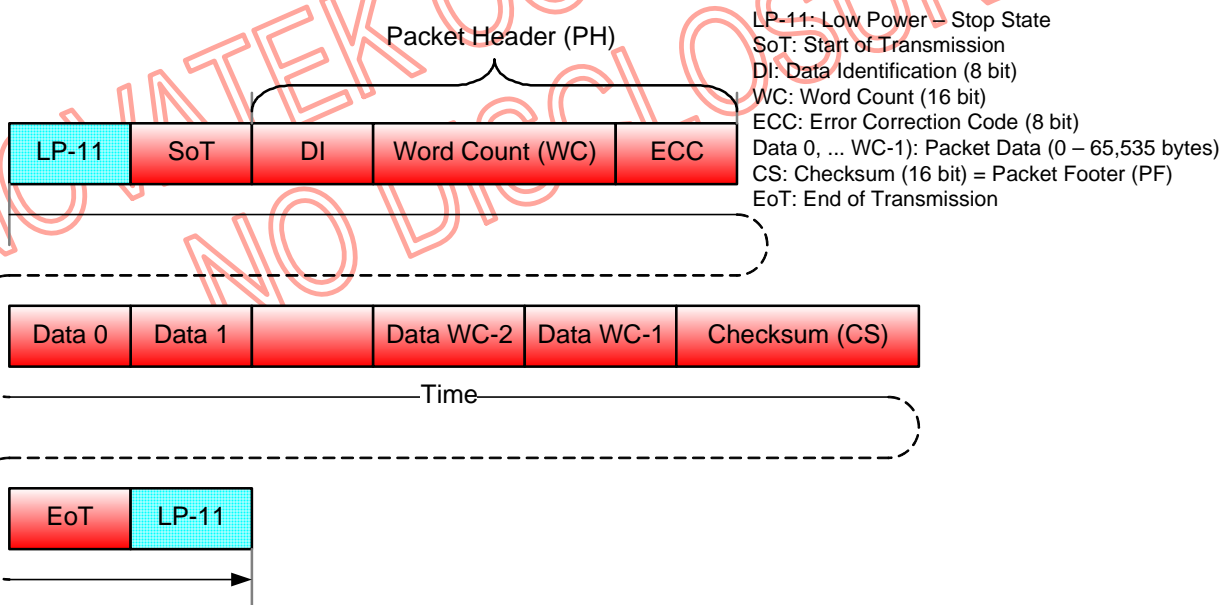 Packet Header (PH)
LP-11: Low Power – Stop State
SoT: Start of Transmission
DI: Data Identification (8 bit)
WC: Word Count (16 bit)
ECC: Error Correction Code (8 bit)
Data 0, ... WC-1): Packet Data (0 – 65,535 bytes)
CS: Checksum (16 bit) = Packet Footer (PF)
EoT: End of Transmission
LP-11 SoT DI Word Count (WC) ECC
Data 0 Data 1 Data WC-2 Data WC-1 Checksum (CS)
Time
EoT LP-11
NOVATEK
NO DISCLOSUR